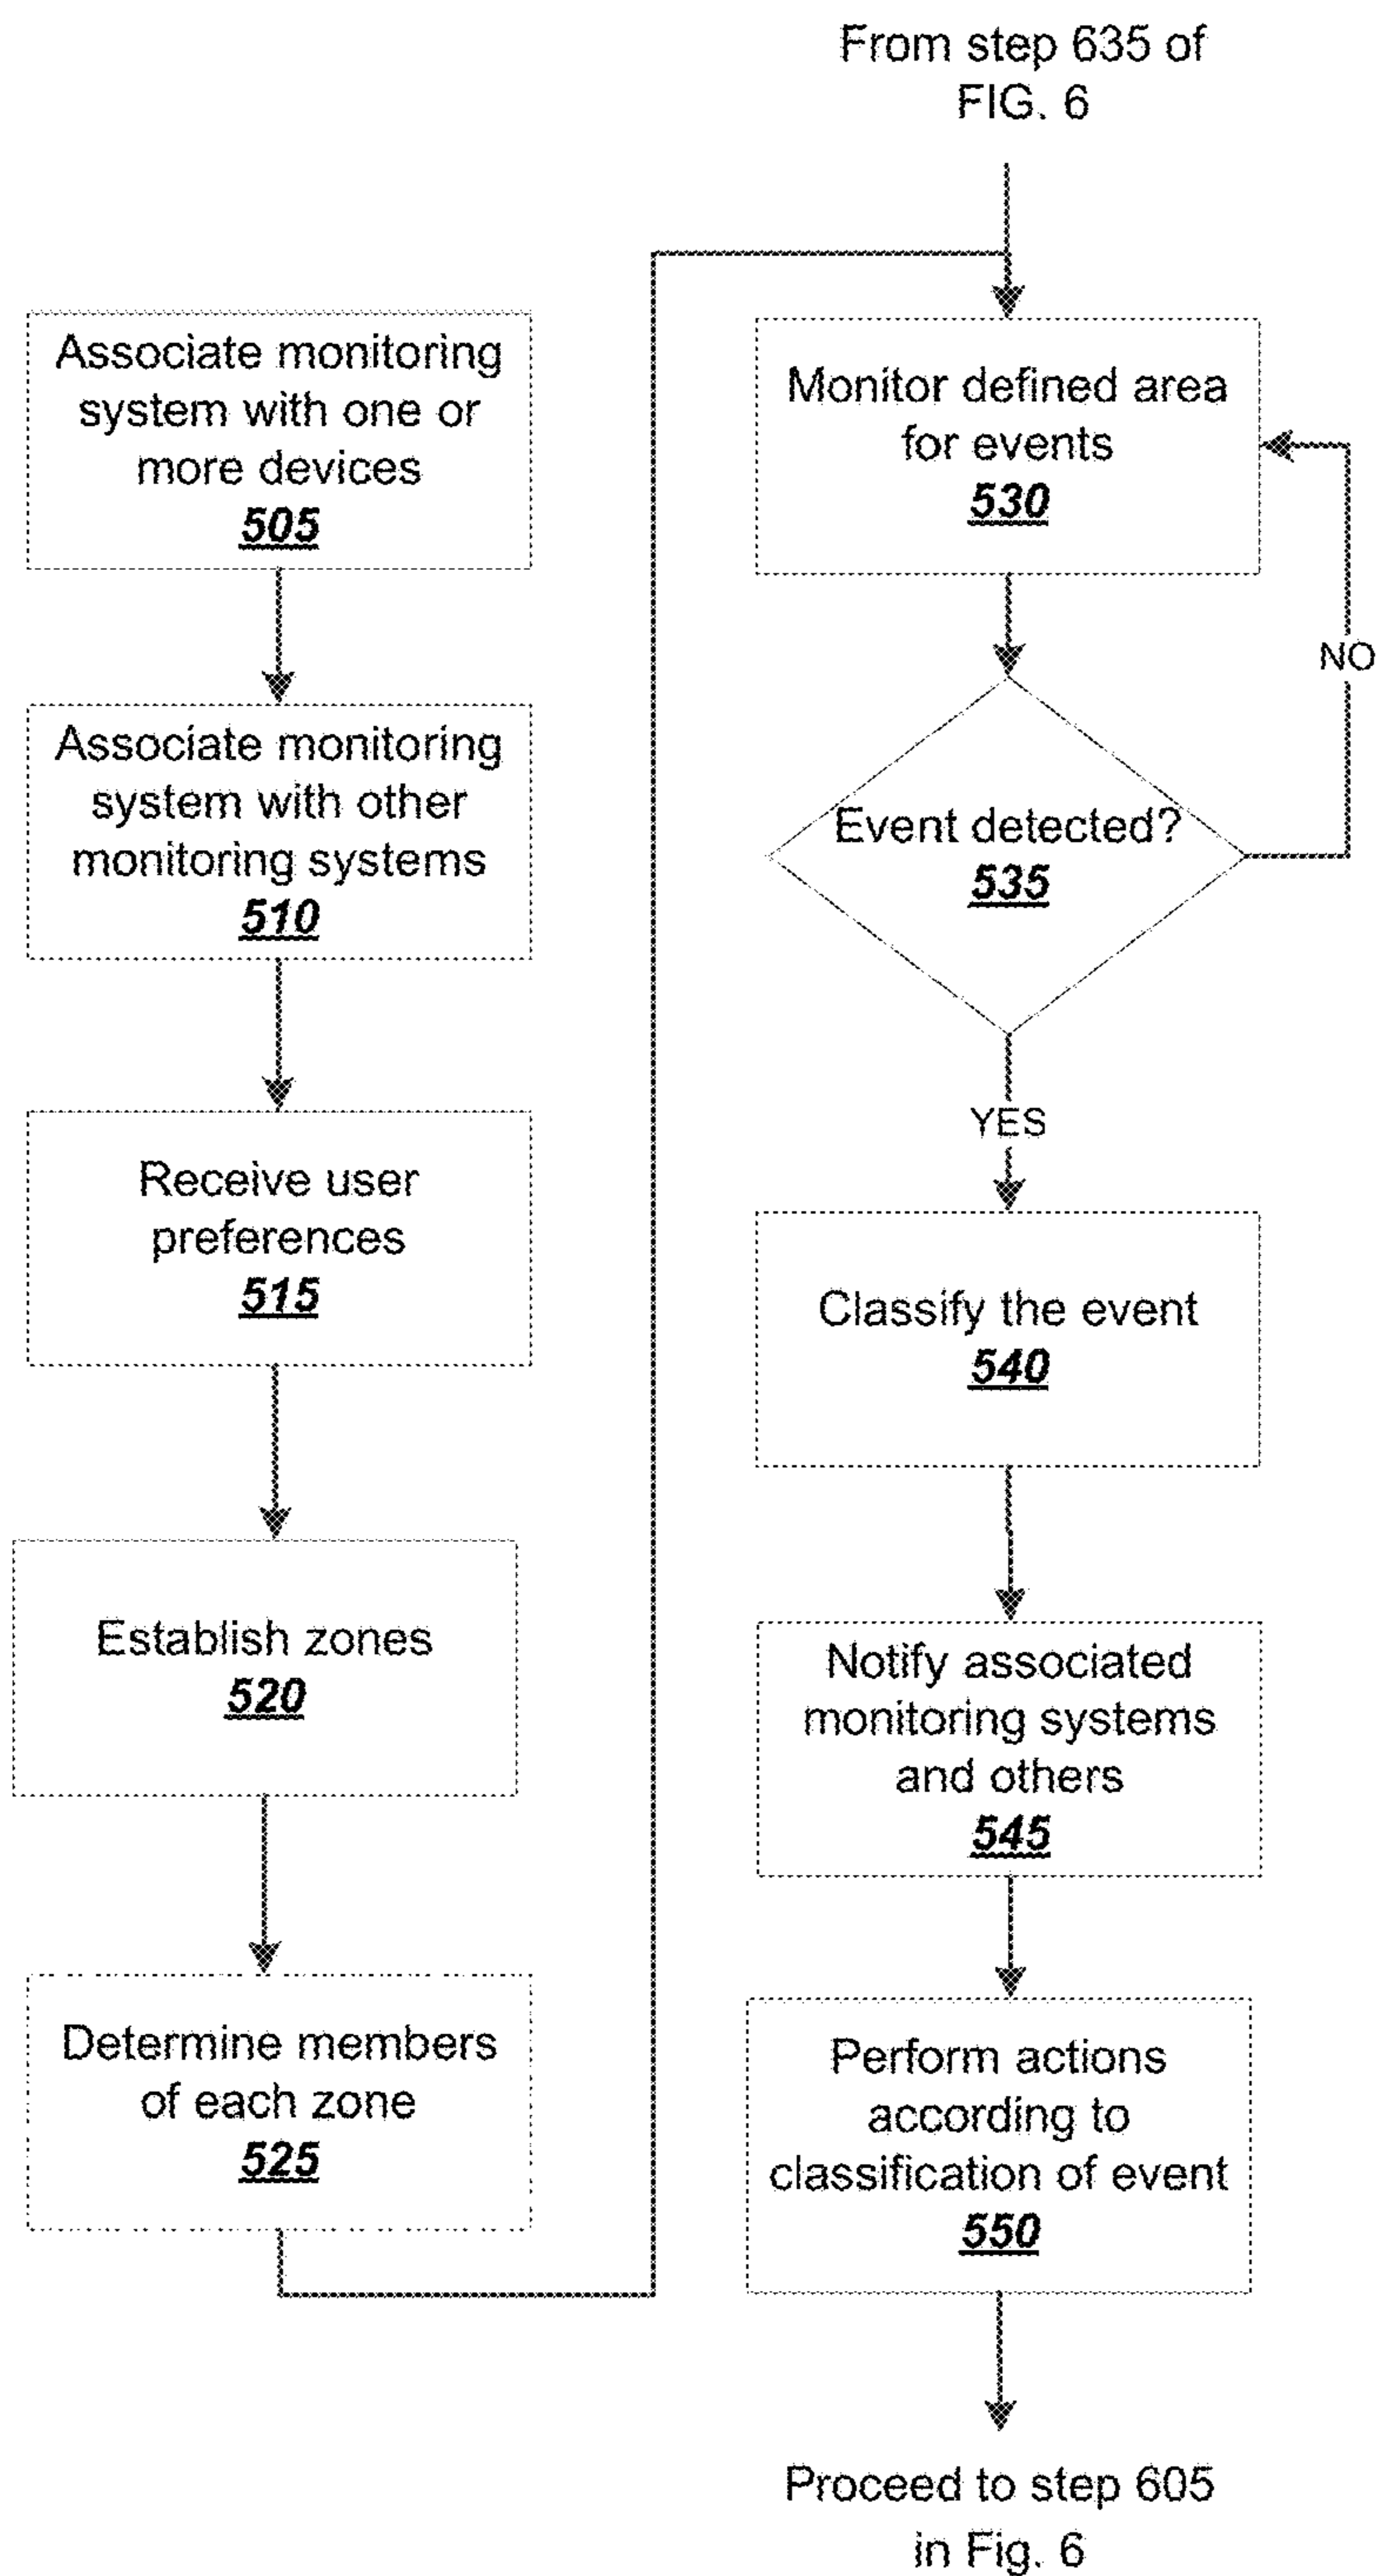 Associate monitoring
system with one or
more devices
505
Associate monitoring
system with other
monitoring systems
510
Receive user
preferences
515
Establish zones
520
Determine members
of each zone
525
From step 635 of
FIG. 6
Monitor defined area
for events
530
Event detected?
535
NO
YES
Classify the event
540
Notify associated
monitoring systems
and others
545
Perform actions
according to
classification of event
550
Proceed to step 605
in Fig. 6